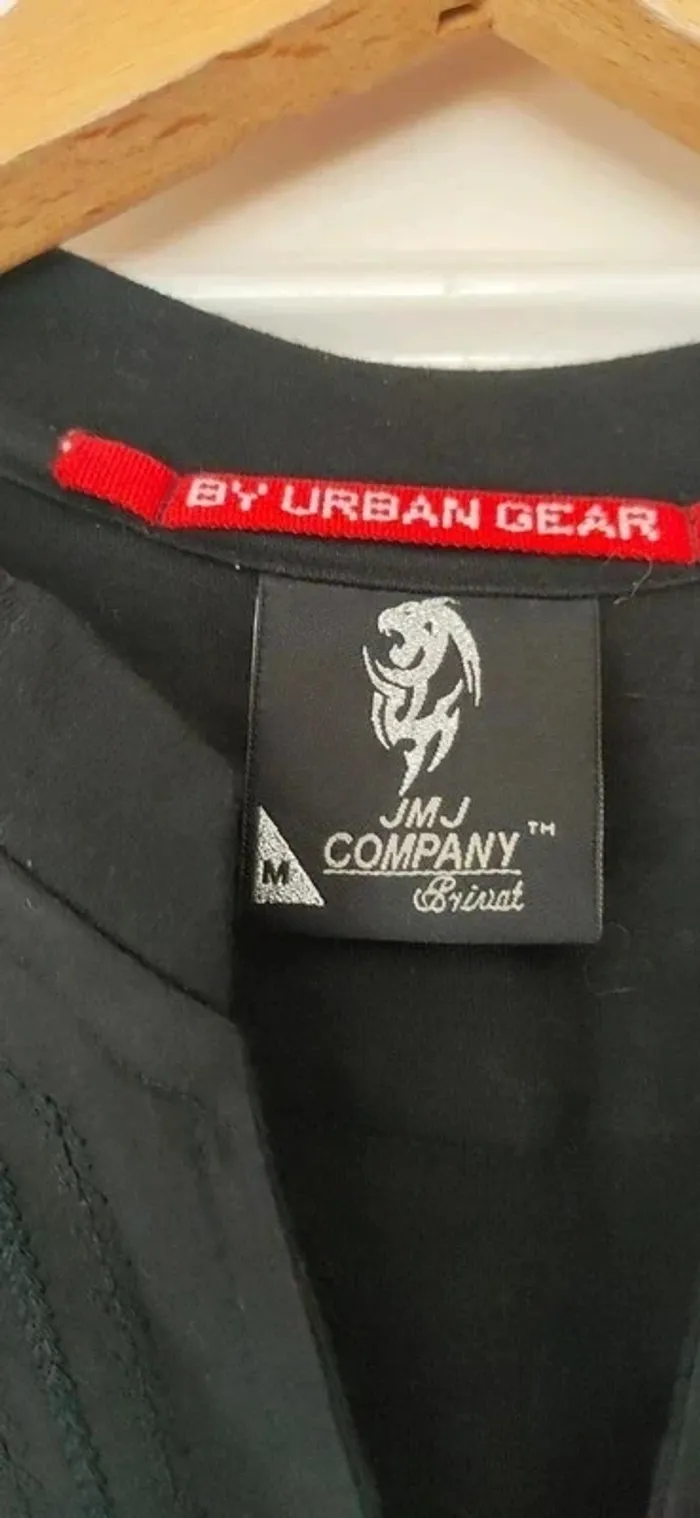 BY URBAN GEAR
JMJ
COMPANY™
Privat
M